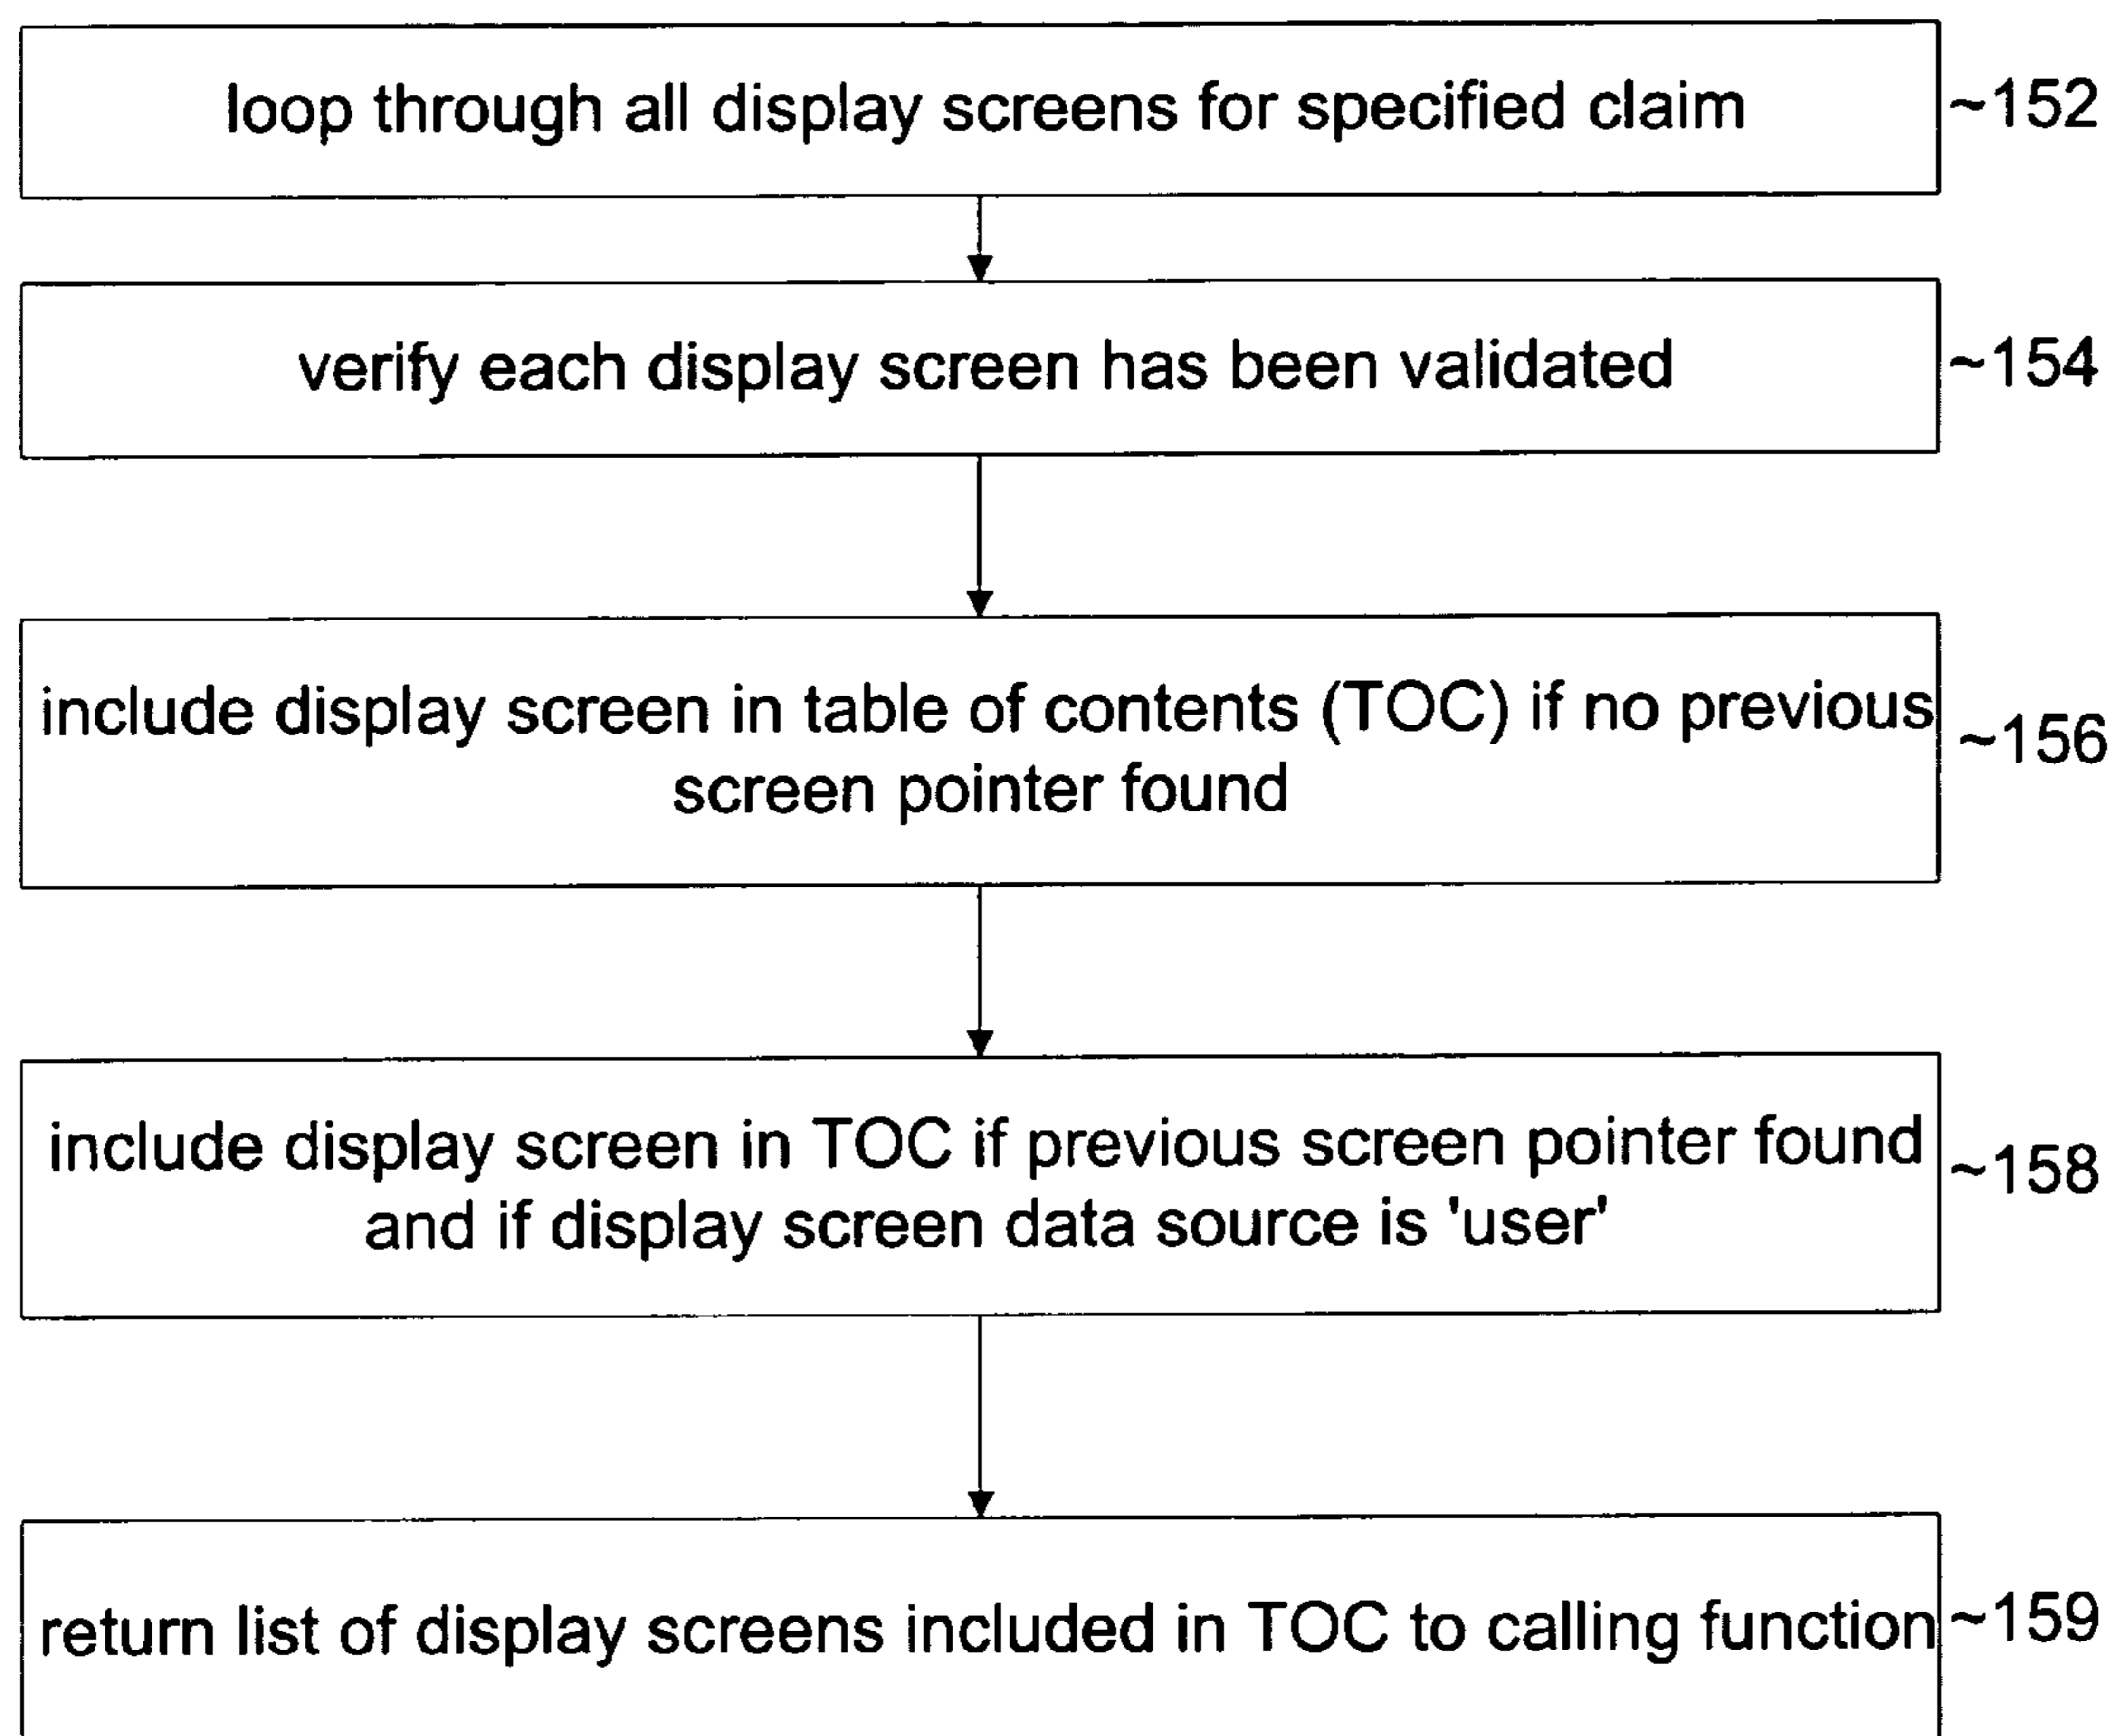 loop through all display screens for specified claim ~152
verify each display screen has been validated ~154
include display screen in table of contents (TOC) if no previous
screen pointer found
~156
include display screen in TOC if previous screen pointer found
and if display screen data source is 'user'
~158
return list of display screens included in TOC to calling function ~159